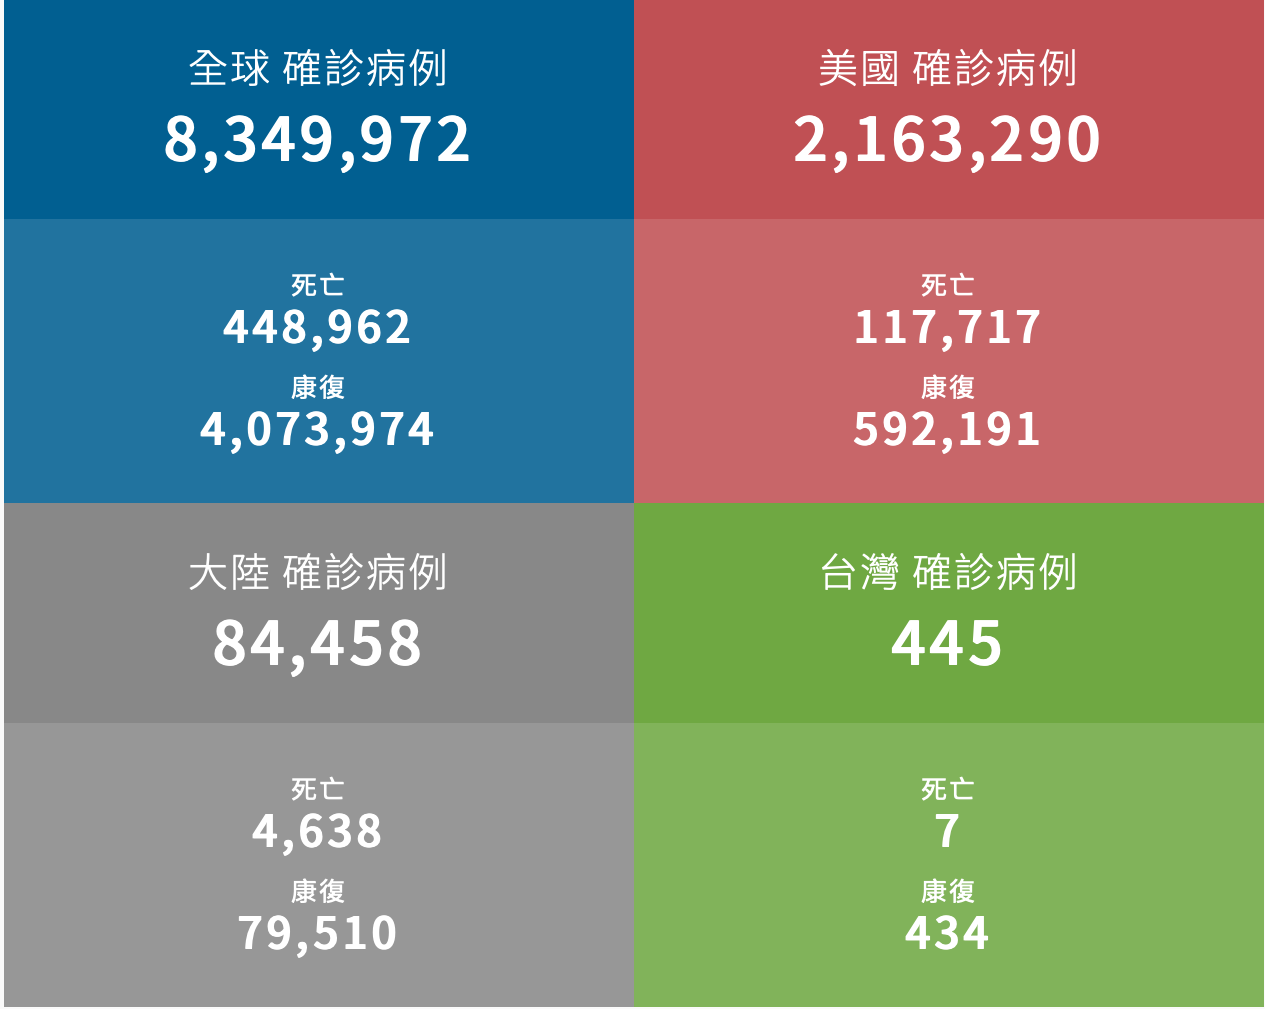 全球 確診病例
8,349,972
死亡
448,962
康復
4,073,974
美國 確診病例
2,163,290
死亡
117,717
康復
592,191
大陸 確診病例
84,458
死亡
4,638
康復
79,510
台灣 確診病例
445
死亡
7
康復
434